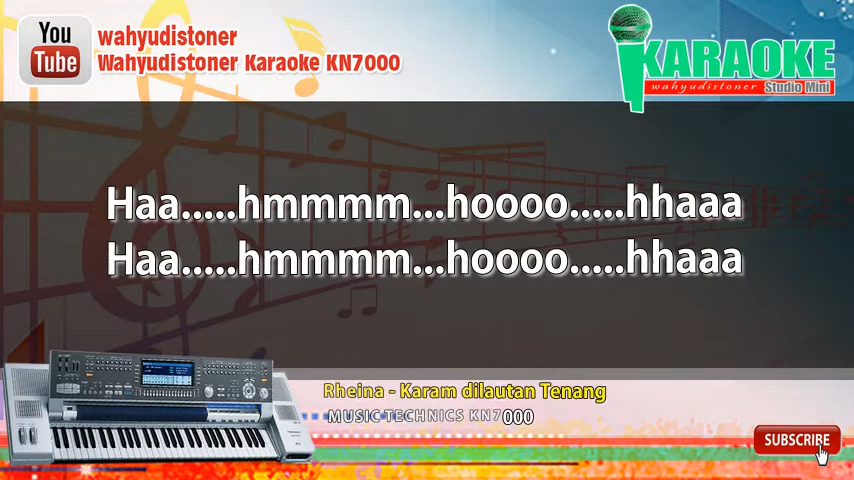 You
Tube
wahyudistoner
Wahyudistoner Karaoke KN7000
KARAOKE
wahyudistoner Studio Mini
Haa.....hmmmm...hoooo.....hhaaa
Haa.....hmmmm...hoooo.....hhaaa
Rheina - Karam dilautan Tenang
MUSIC TECHNICS KN7000
SUBSCRIBE